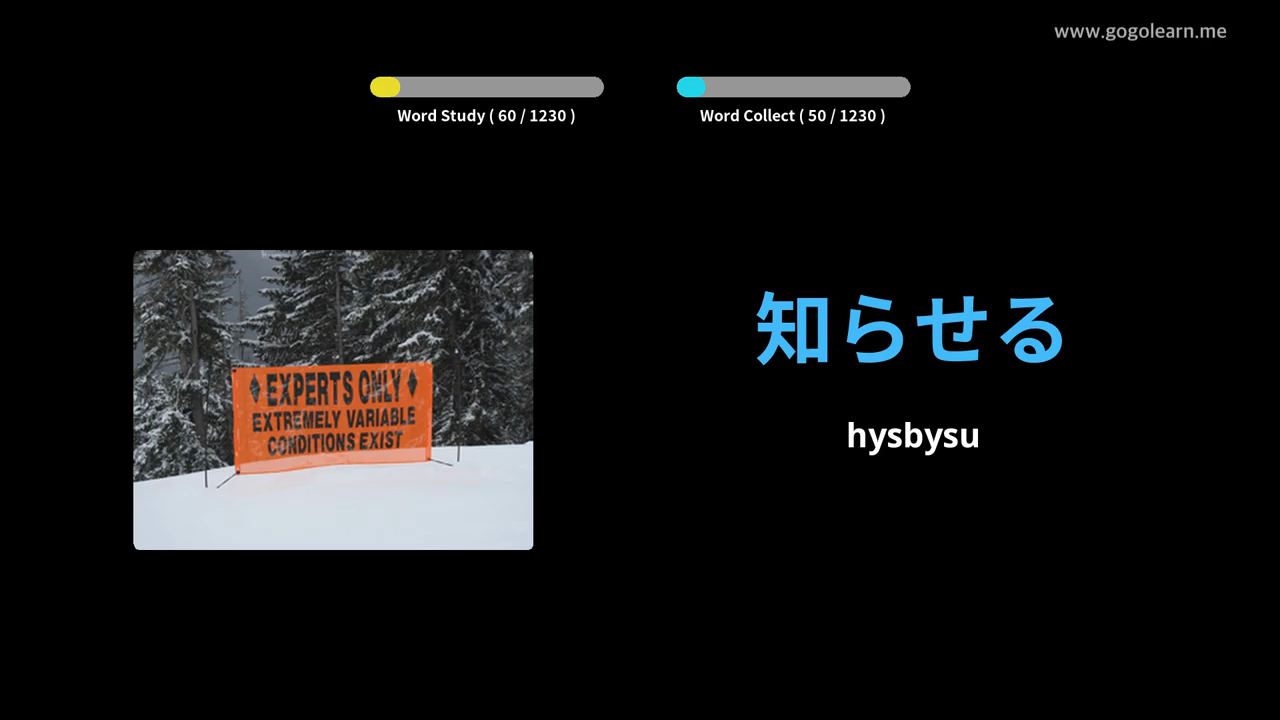 www.gogolearn.me
Word Study ( 60 / 1230 )
Word Collect ( 50 / 1230 )
EXPERTS ONLY
EXTREMELY VARIABLE
CONDITIONS EXIST
知らせる
hysbysu